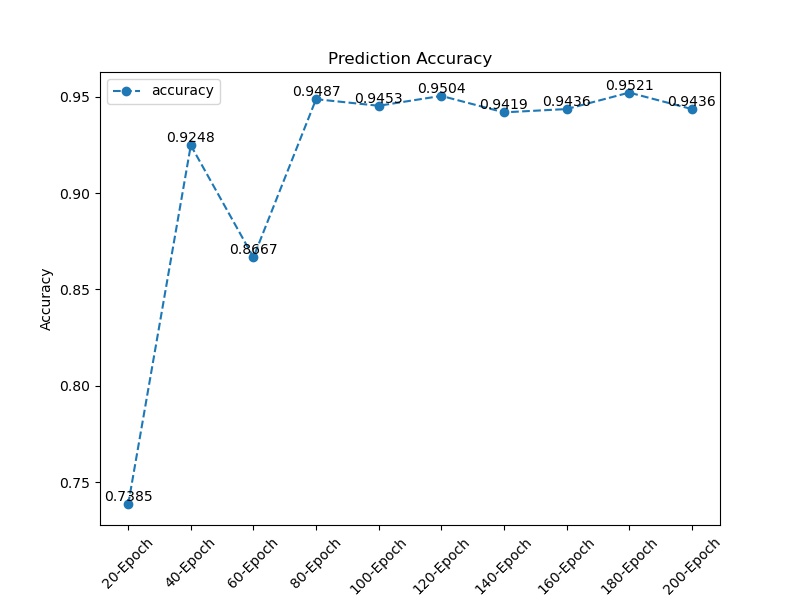 Prediction Accuracy
accuracy
0.7385
0.9248
0.8667
0.9487
0.9453
0.9504
0.9419
0.9436
0.9521
0.9436
Accuracy
0.95
0.90
0.85
0.80
0.75
20-Epoch
40-Epoch
60-Epoch
80-Epoch
100-Epoch
120-Epoch
140-Epoch
160-Epoch
180-Epoch
200-Epoch